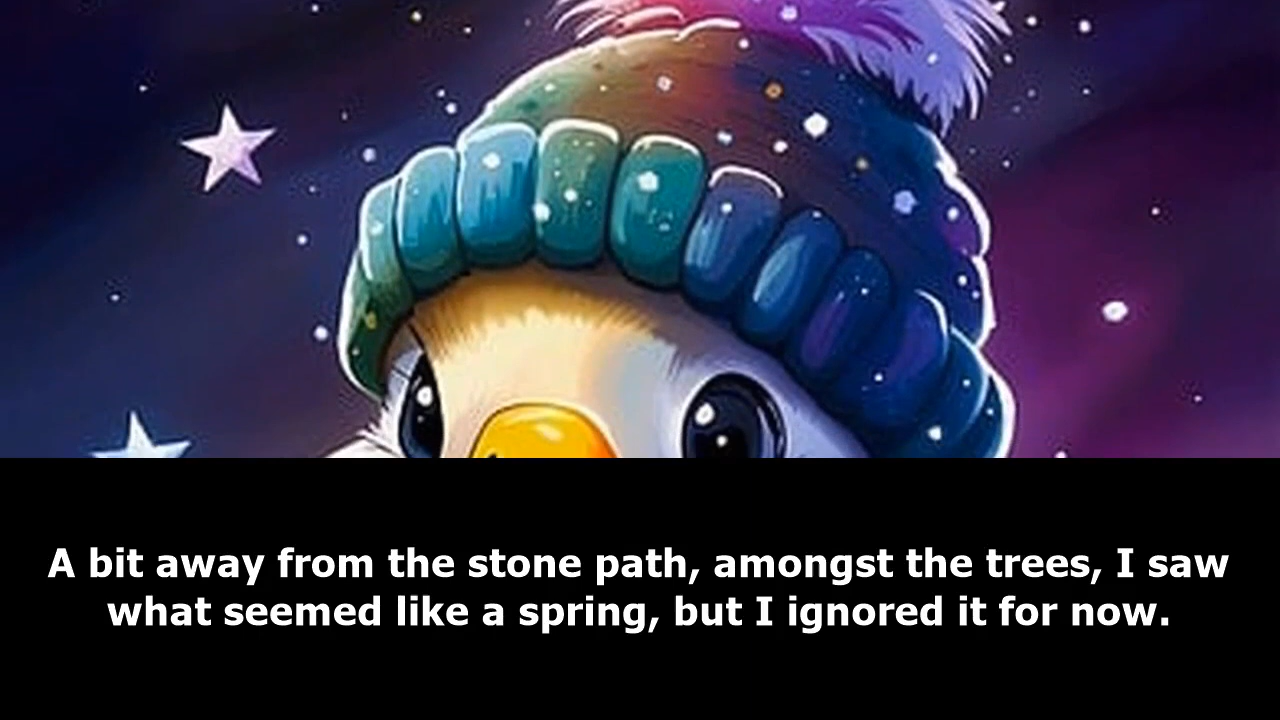 A bit away from the stone path, amongst the trees, I saw
what seemed like a spring, but I ignored it for now.